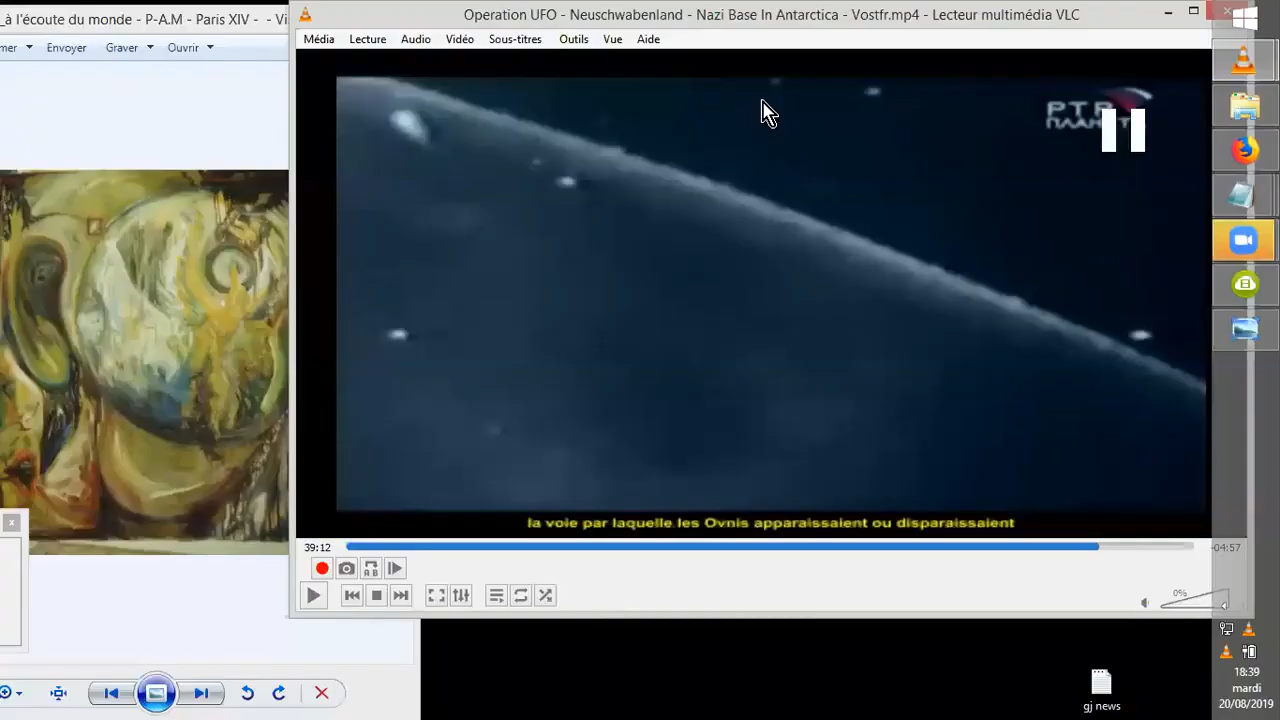 _à l'écoute du monde - P-A.M - Paris XIV - - Vi
mer Envoyer Graver Ouvrir
Operation UFO - Neuschwabenland - Nazi Base In Antarctica - Vostfr.mp4 - Lecteur multimédia VLC
Média Lecture Audio Vidéo Sous-titres Outils Vue Aide
РТР
ПЛАНЕТ
la voie par laquelle les Ovnis apparaissaient ou disparaissaient
39:12
-04:57
0%
x
gj news
18:39
mardi
20/08/2019